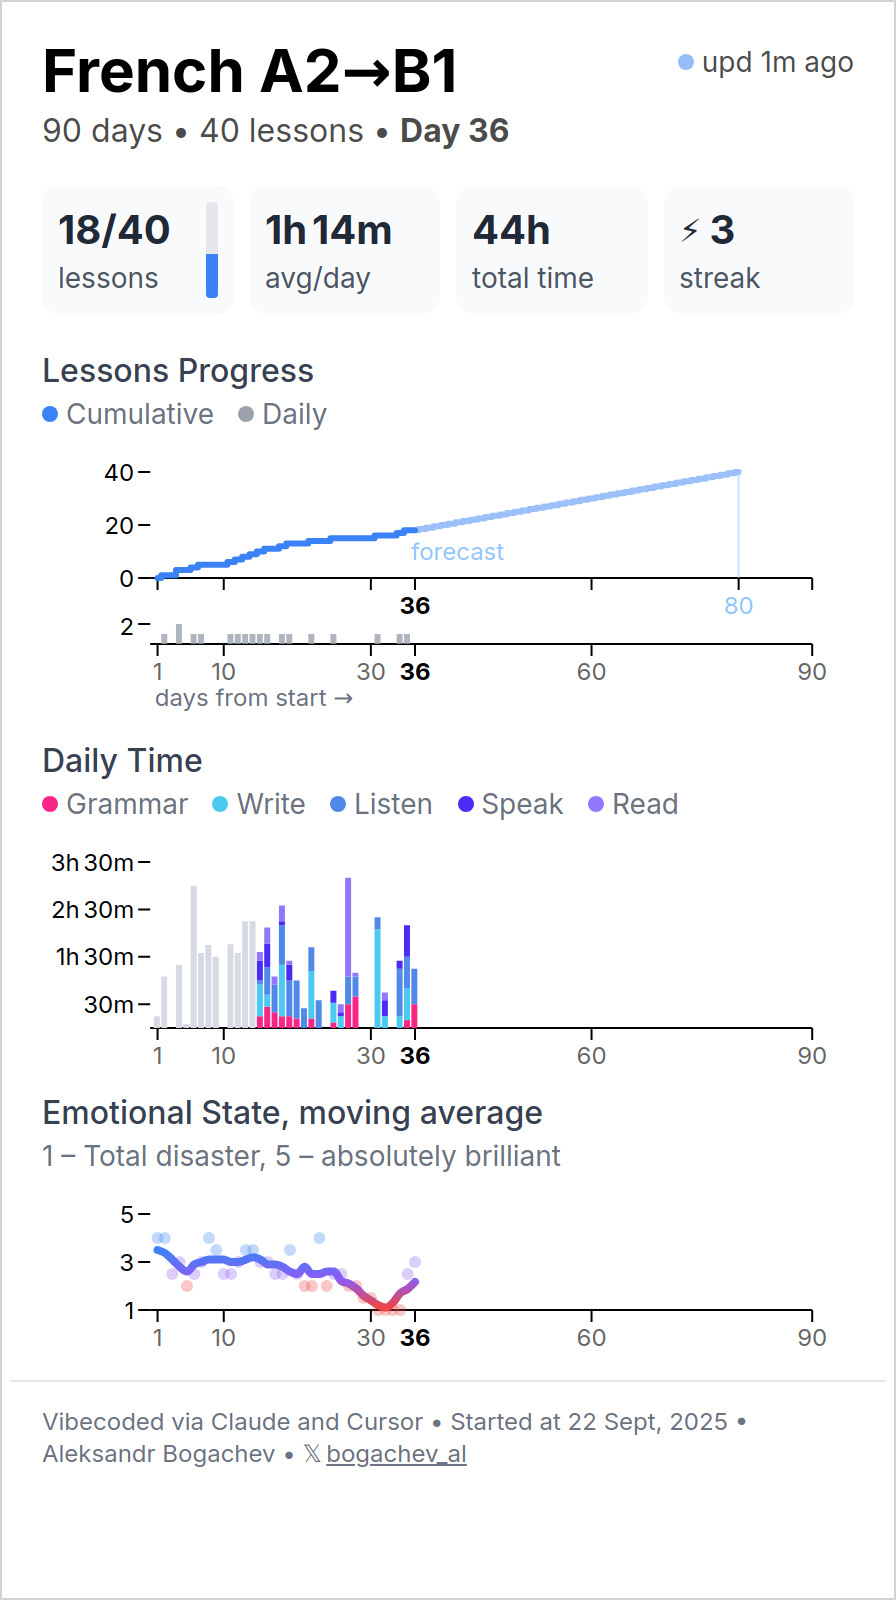 French A2→B1
upd 1m ago
90 days • 40 lessons • Day 36
18/40
lessons
1h 14m
avg/day
44h
total time
⚡ 3
streak
Lessons Progress
Cumulative Daily
40
20
0
forecast
36 80
2
1 10 30 36 60 90
days from start →
Daily Time
Grammar Write Listen Speak Read
3h 30m
2h 30m
1h 30m
30m
1 10 30 36 60 90
Emotional State, moving average
1 – Total disaster, 5 – absolutely brilliant
5
3
1
1 10 30 36 60 90
Vibecoded via Claude and Cursor • Started at 22 Sept, 2025 •
Aleksandr Bogachev • 𝕏 bogachev_al